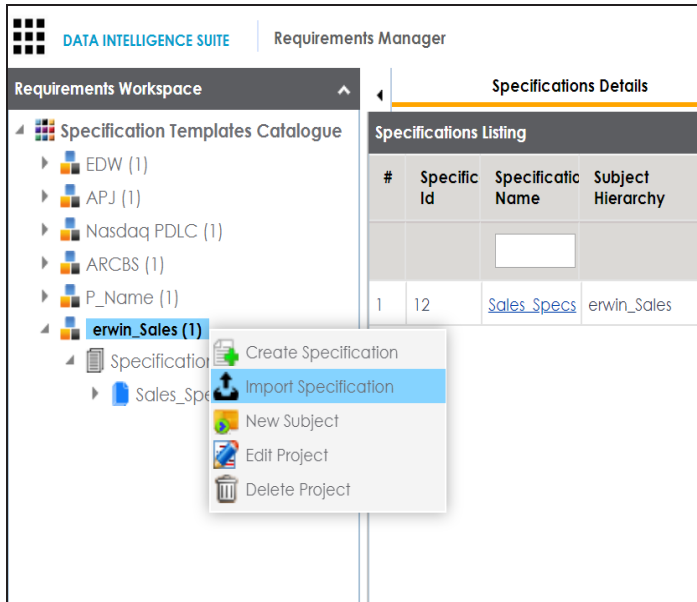 DATA INTELLIGENCE SUITE
Requirements Manager
Requirements Workspace
Specifications Details
Specification Templates Catalogue
EDW (1)
APJ (1)
Nasdaq PDLC (1)
ARCBS (1)
P_Name (1)
erwin_Sales (1)
Specification
Sales_Spe
Create Specification
Import Specification
New Subject
Edit Project
Delete Project
Specifications Listing
#
Specific
Id
Specificatio
Name
Subject
Hierarchy
1
12
Sales_Specs
erwin_Sales